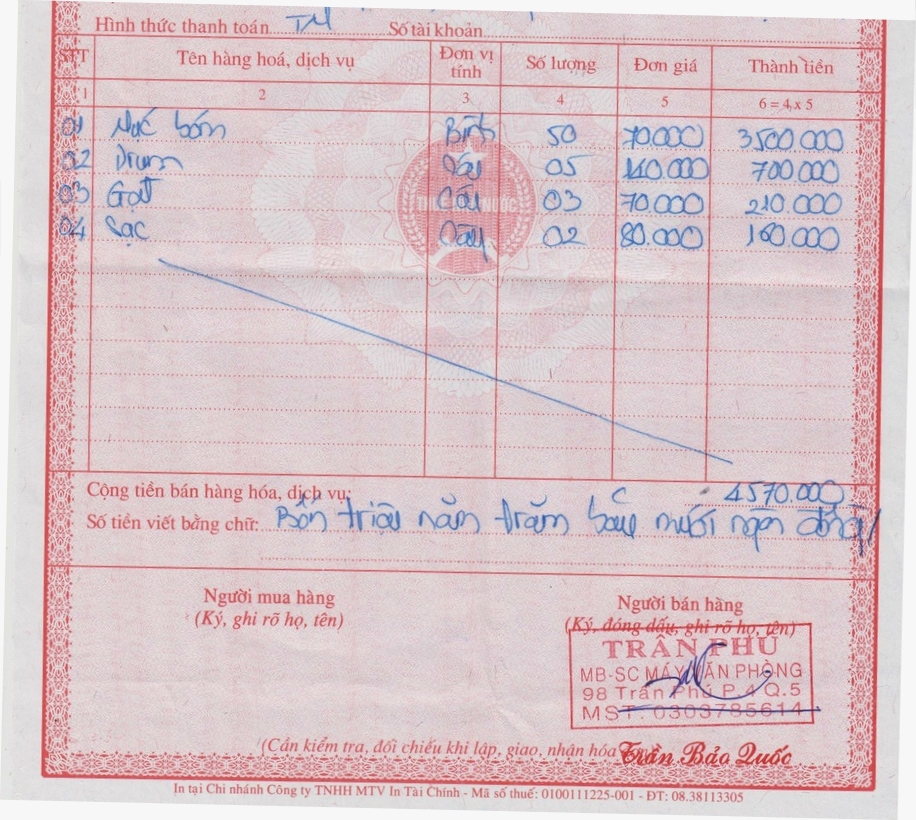 Hình thức thanh toán TM Số tài khoản
STT Tên hàng hoá, dịch vụ Đơn vị tính Số lượng Đơn giá Thành tiền
1 2 3 4 5 6 = 4 x 5
01 Mực bơm Bình 50 70.000 3500.000
02 Drum Cây 05 140.000 700.000
03 Gạt Cái 03 70.000 210.000
04 Sạc Cây 02 80.000 160.000
Cộng tiền bán hàng hóa, dịch vụ: 4570.000
Số tiền viết bằng chữ: Bốn triệu năm trăm bảy mươi ngàn đồng/
Người mua hàng Người bán hàng
(Ký, ghi rõ họ, tên) (Ký, đóng dấu, ghi rõ họ, tên)
TRẦN PHÚ
MB-SC MÁY VĂN PHÒNG
98 Trần Phú P.4 Q.5
MST: 0303785614
(Cần kiểm tra, đối chiếu khi lập, giao, nhận hóa
Trần Bảo Quốc
In tại Chi nhánh Công ty TNHH MTV In Tài Chính - Mã số thuế: 0100111225-001 - ĐT: 08.38113305